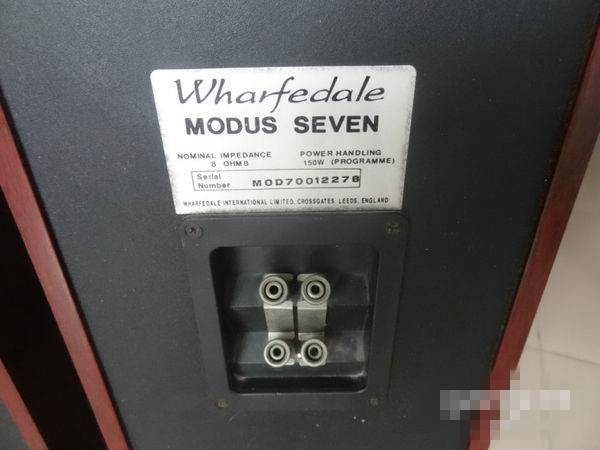 Wharfedale
MODUS SEVEN
NOMINAL IMPEDANCE POWER HANDLING
8 OHMS 150W (PROGRAMME)
Serial
Number MOD7001227B
WHARFEDALE INTERNATIONAL LIMITED, CROSSGATES, LEEDS, ENGLAND